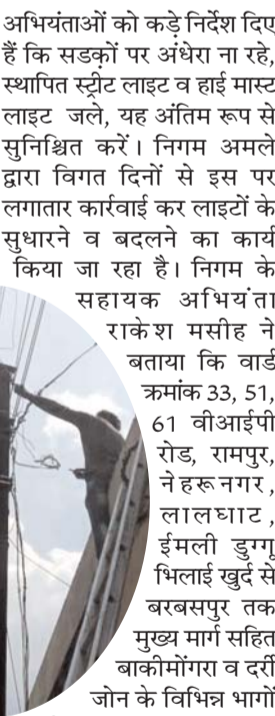 अभियंताओं को कड़े निर्देश दिए
हैं कि सडक़ों पर अंधेरा ना रहे,
स्थापित स्ट्रीट लाइट व हाई मास्ट
लाइट जले, यह अंतिम रूप से
सुनिश्चित करें। निगम अमले
द्वारा विगत दिनों से इस पर
लगातार कार्रवाई कर लाइटों के
सुधारने व बदलने का कार्य
किया जा रहा है। निगम के
सहायक अभियंता
राकेश मसीह ने
बताया कि वार्ड
क्रमांक 33, 51,
61 वीआईपी
रोड, रामपुर,
नेहरू नगर,
लालघाट,
ईमली डुग्गू
भिलाई खुर्द से
बरबसपुर तक
मुख्य मार्ग सहित
बाकीमोंगरा व दर्री
जोन के विभिन्न भागों